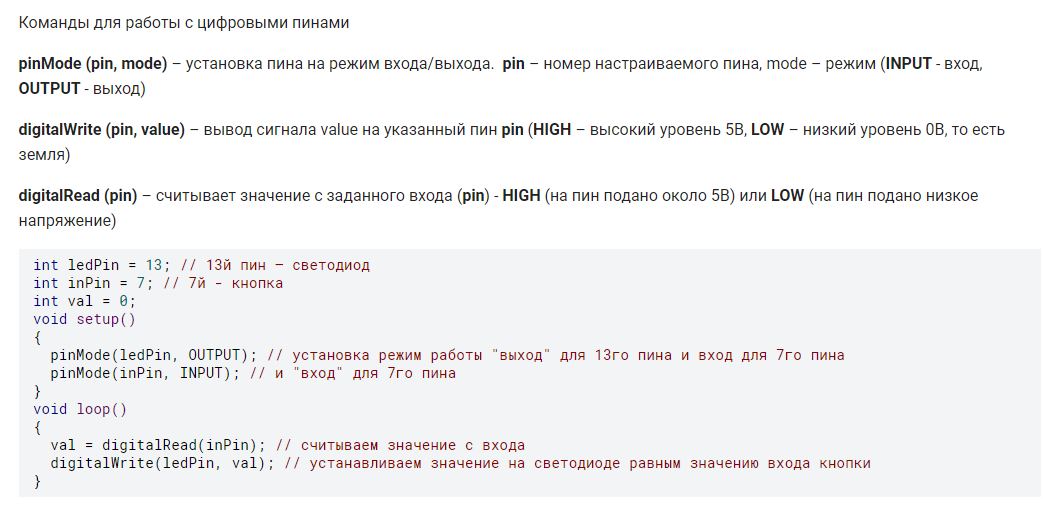 Команды для работы с цифровыми пинами
pinMode (pin, mode) – установка пина на режим входа/выхода.  pin – номер настраиваемого пина, mode – режим (INPUT - вход,
OUTPUT - выход)
digitalWrite (pin, value) – вывод сигнала value на указанный пин pin (HIGH – высокий уровень 5В, LOW – низкий уровень 0В, то есть
земля)
digitalRead (pin) – считывает значение с заданного входа (pin) - HIGH (на пин подано около 5В) или LOW (на пин подано низкое
напряжение)
int ledPin = 13; // 13й пин – светодиод
int inPin = 7; // 7й - кнопка
int val = 0;
void setup()
{
  pinMode(ledPin, OUTPUT); // установка режим работы "выход" для 13го пина и вход для 7го пина
  pinMode(inPin, INPUT); // и "вход" для 7го пина
}
void loop()
{
  val = digitalRead(inPin); // считываем значение с входа
  digitalWrite(ledPin, val); // устанавливаем значение на светодиоде равным значению входа кнопки
}